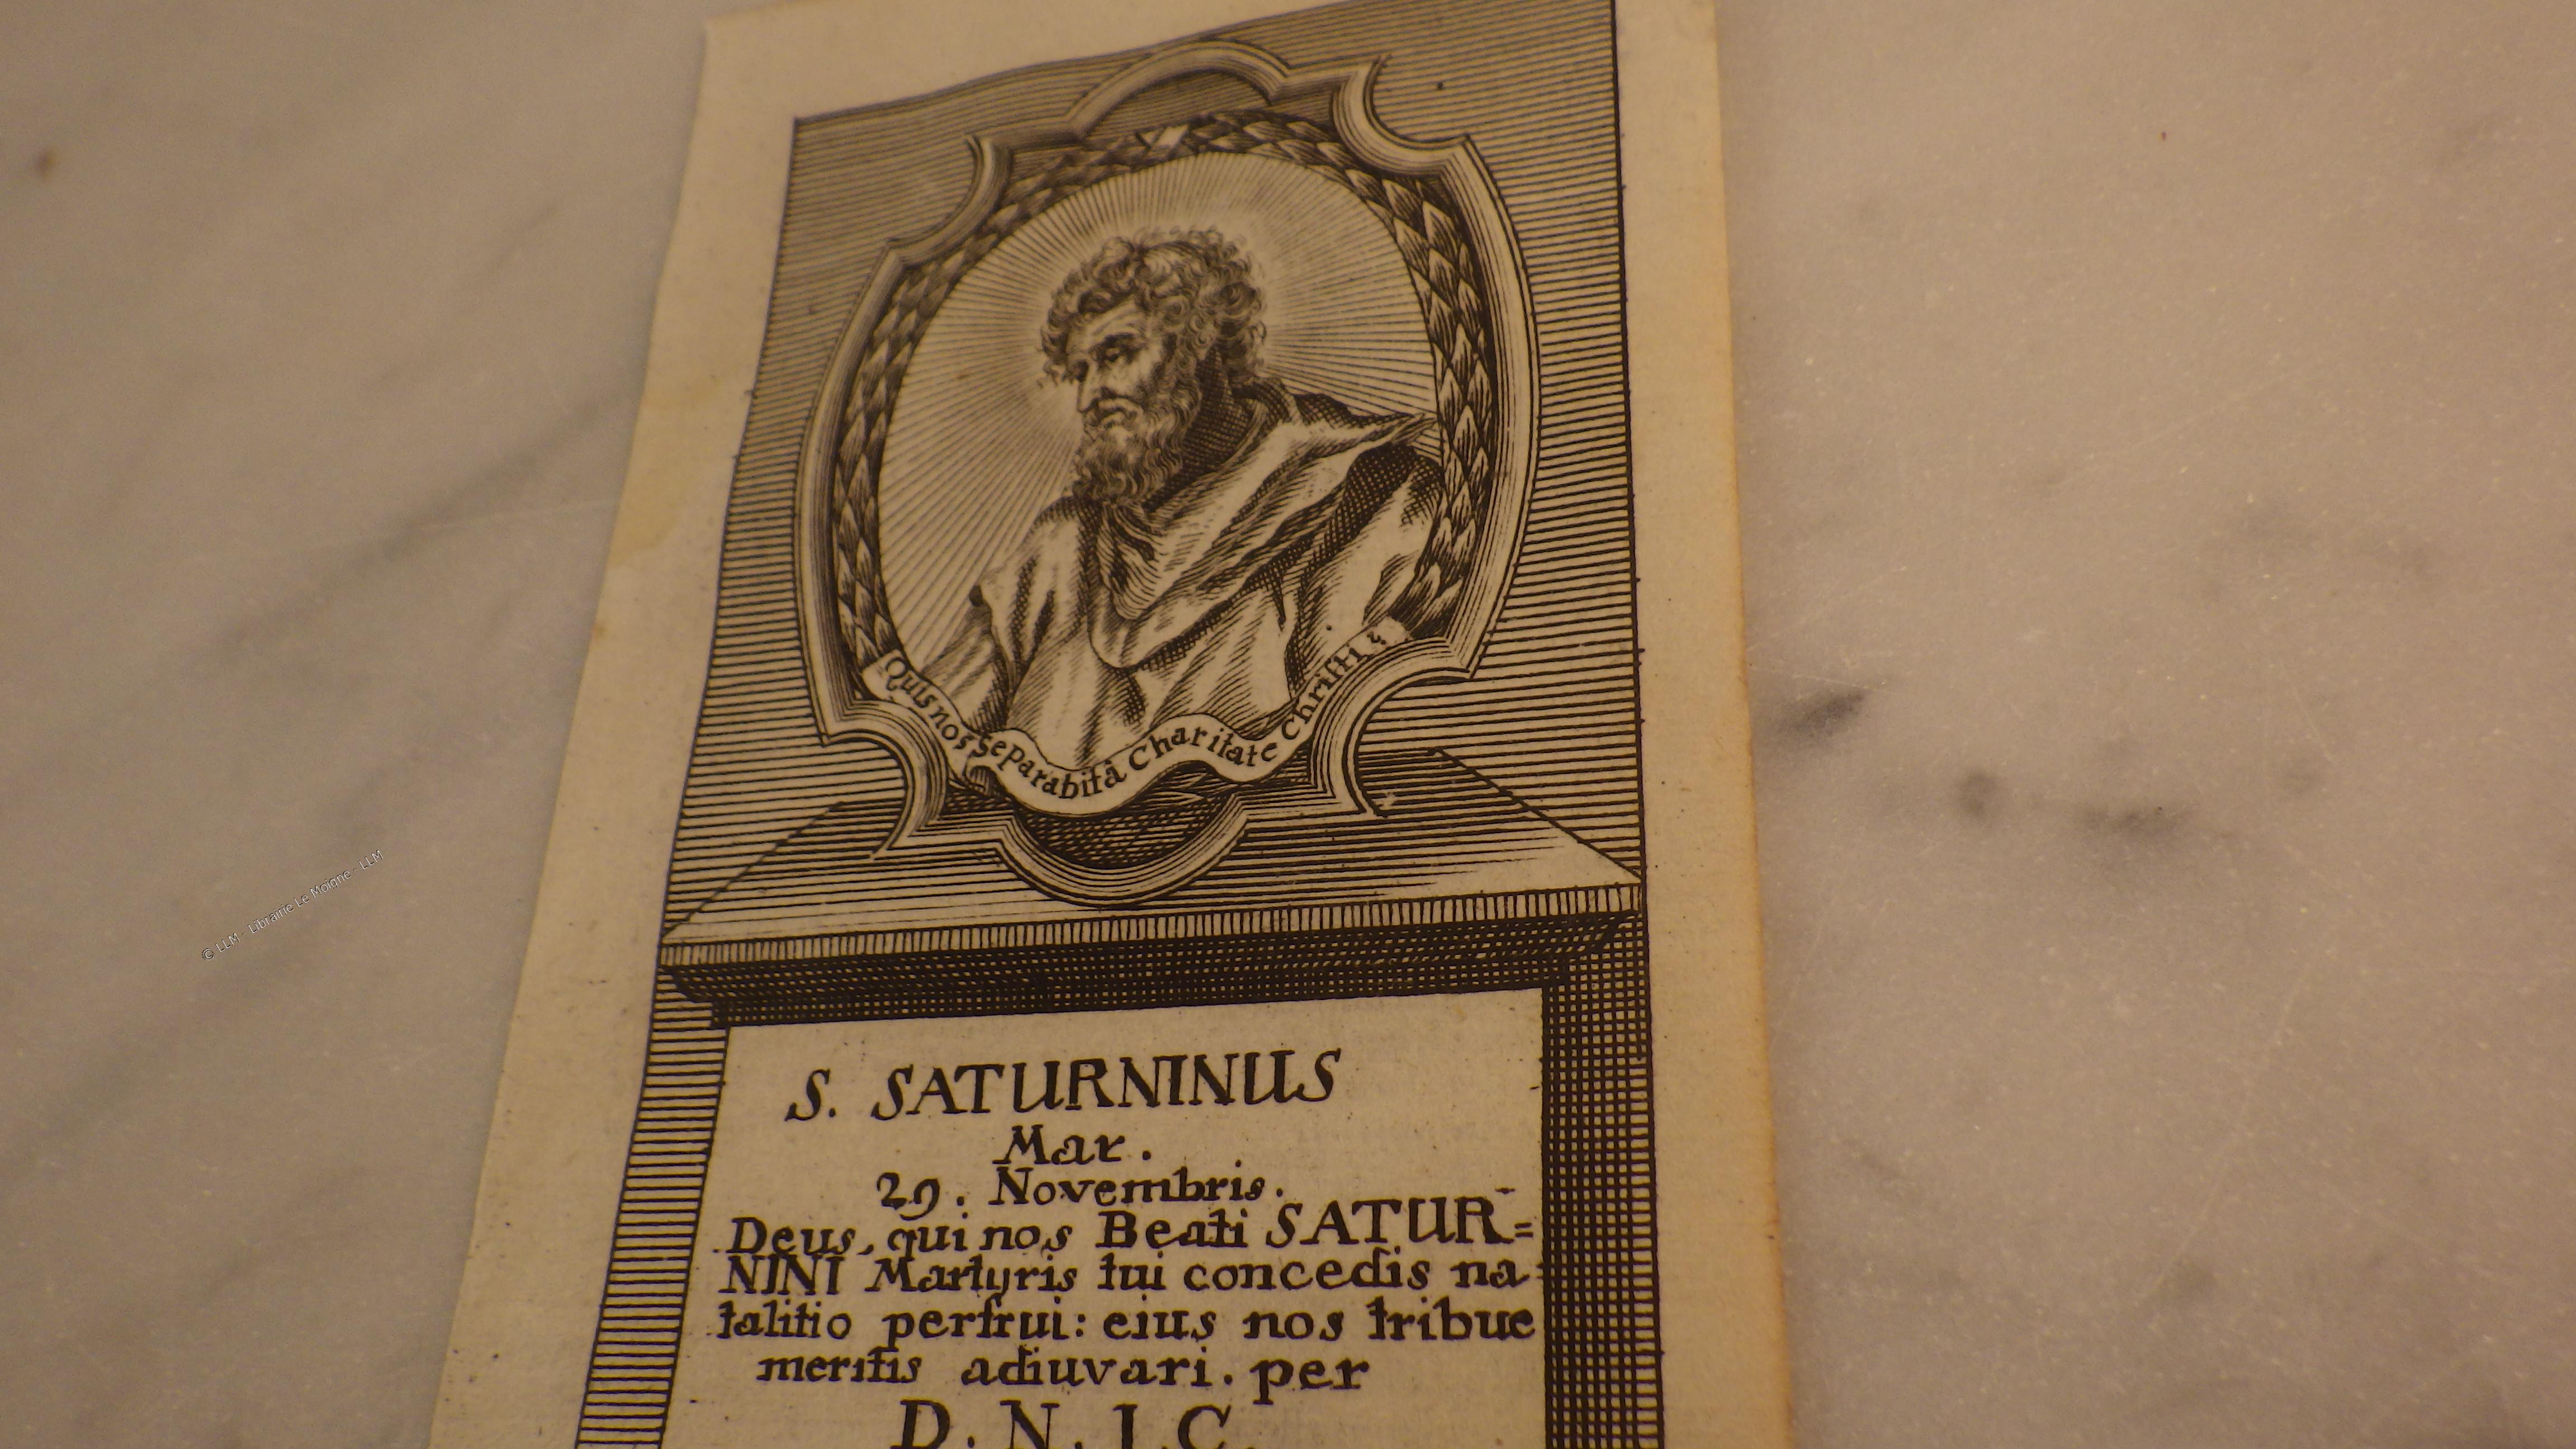 Quis nos separabit â Charitate Chriſti ?
S. SATURNINUS
Mar.
29. Novembris.
Deus, qui nos Beati SATUR=
NINI Martyris tui concedis na=
talitio perfrui: eius nos tribue
meritis adiuvari. per
D. N. I. C.
© LLM - Librairie Le Moigne - LLM